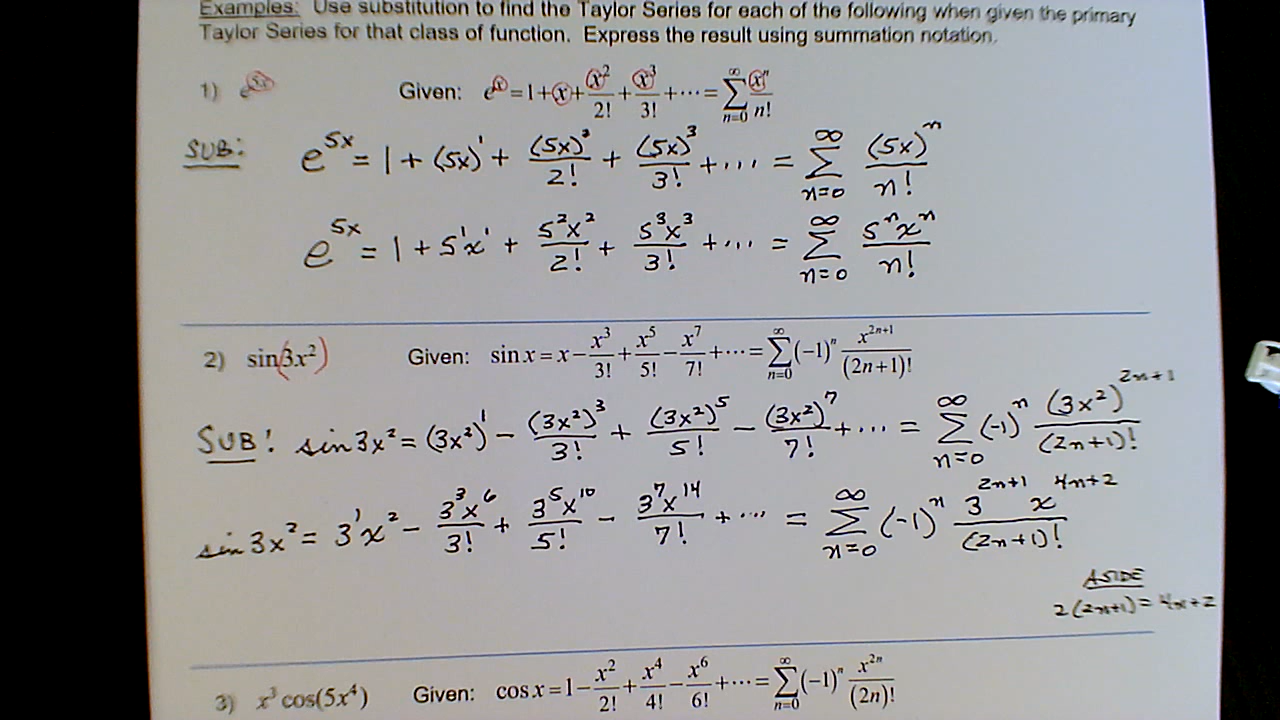 Examples: Use substitution to find the Taylor Series for each of the following when given the primary
Taylor Series for that class of function. Express the result using summation notation.
1) e^{5x} Given: e^x = 1 + x + x^2/2! + x^3/3! + ⋯ = ∑_{n=0}^{∞} x^n/n!
SUB: e^{5x} = 1 + (5x)^1 + (5x)^2/2! + (5x)^3/3! + ⋯ = ∑_{n=0}^{∞} (5x)^n/n!
e^{5x} = 1 + 5^1x^1 + 5^2x^2/2! + 5^3x^3/3! + ⋯ = ∑_{n=0}^{∞} 5^n x^n/n!
2) sin(3x^2) Given: sin x = x − x^3/3! + x^5/5! − x^7/7! + ⋯ = ∑_{n=0}^{∞} (−1)^n x^{2n+1}/(2n+1)!
SUB: sin 3x^2 = (3x^2)^1 − (3x^2)^3/3! + (3x^2)^5/5! − (3x^2)^7/7! + ⋯ = ∑_{n=0}^{∞} (−1)^n (3x^2)^{2n+1}/(2n+1)!
sin 3x^2 = 3^1x^2 − 3^3x^6/3! + 3^5x^{10}/5! − 3^7x^{14}/7! + ⋯ = ∑_{n=0}^{∞} (−1)^n 3^{2n+1} x^{4n+2}/(2n+1)!
ASIDE
2(2n+1) = 4n+2
3) x^3 cos(5x^4) Given: cos x = 1 − x^2/2! + x^4/4! − x^6/6! + ⋯ = ∑_{n=0}^{∞} (−1)^n x^{2n}/(2n)!